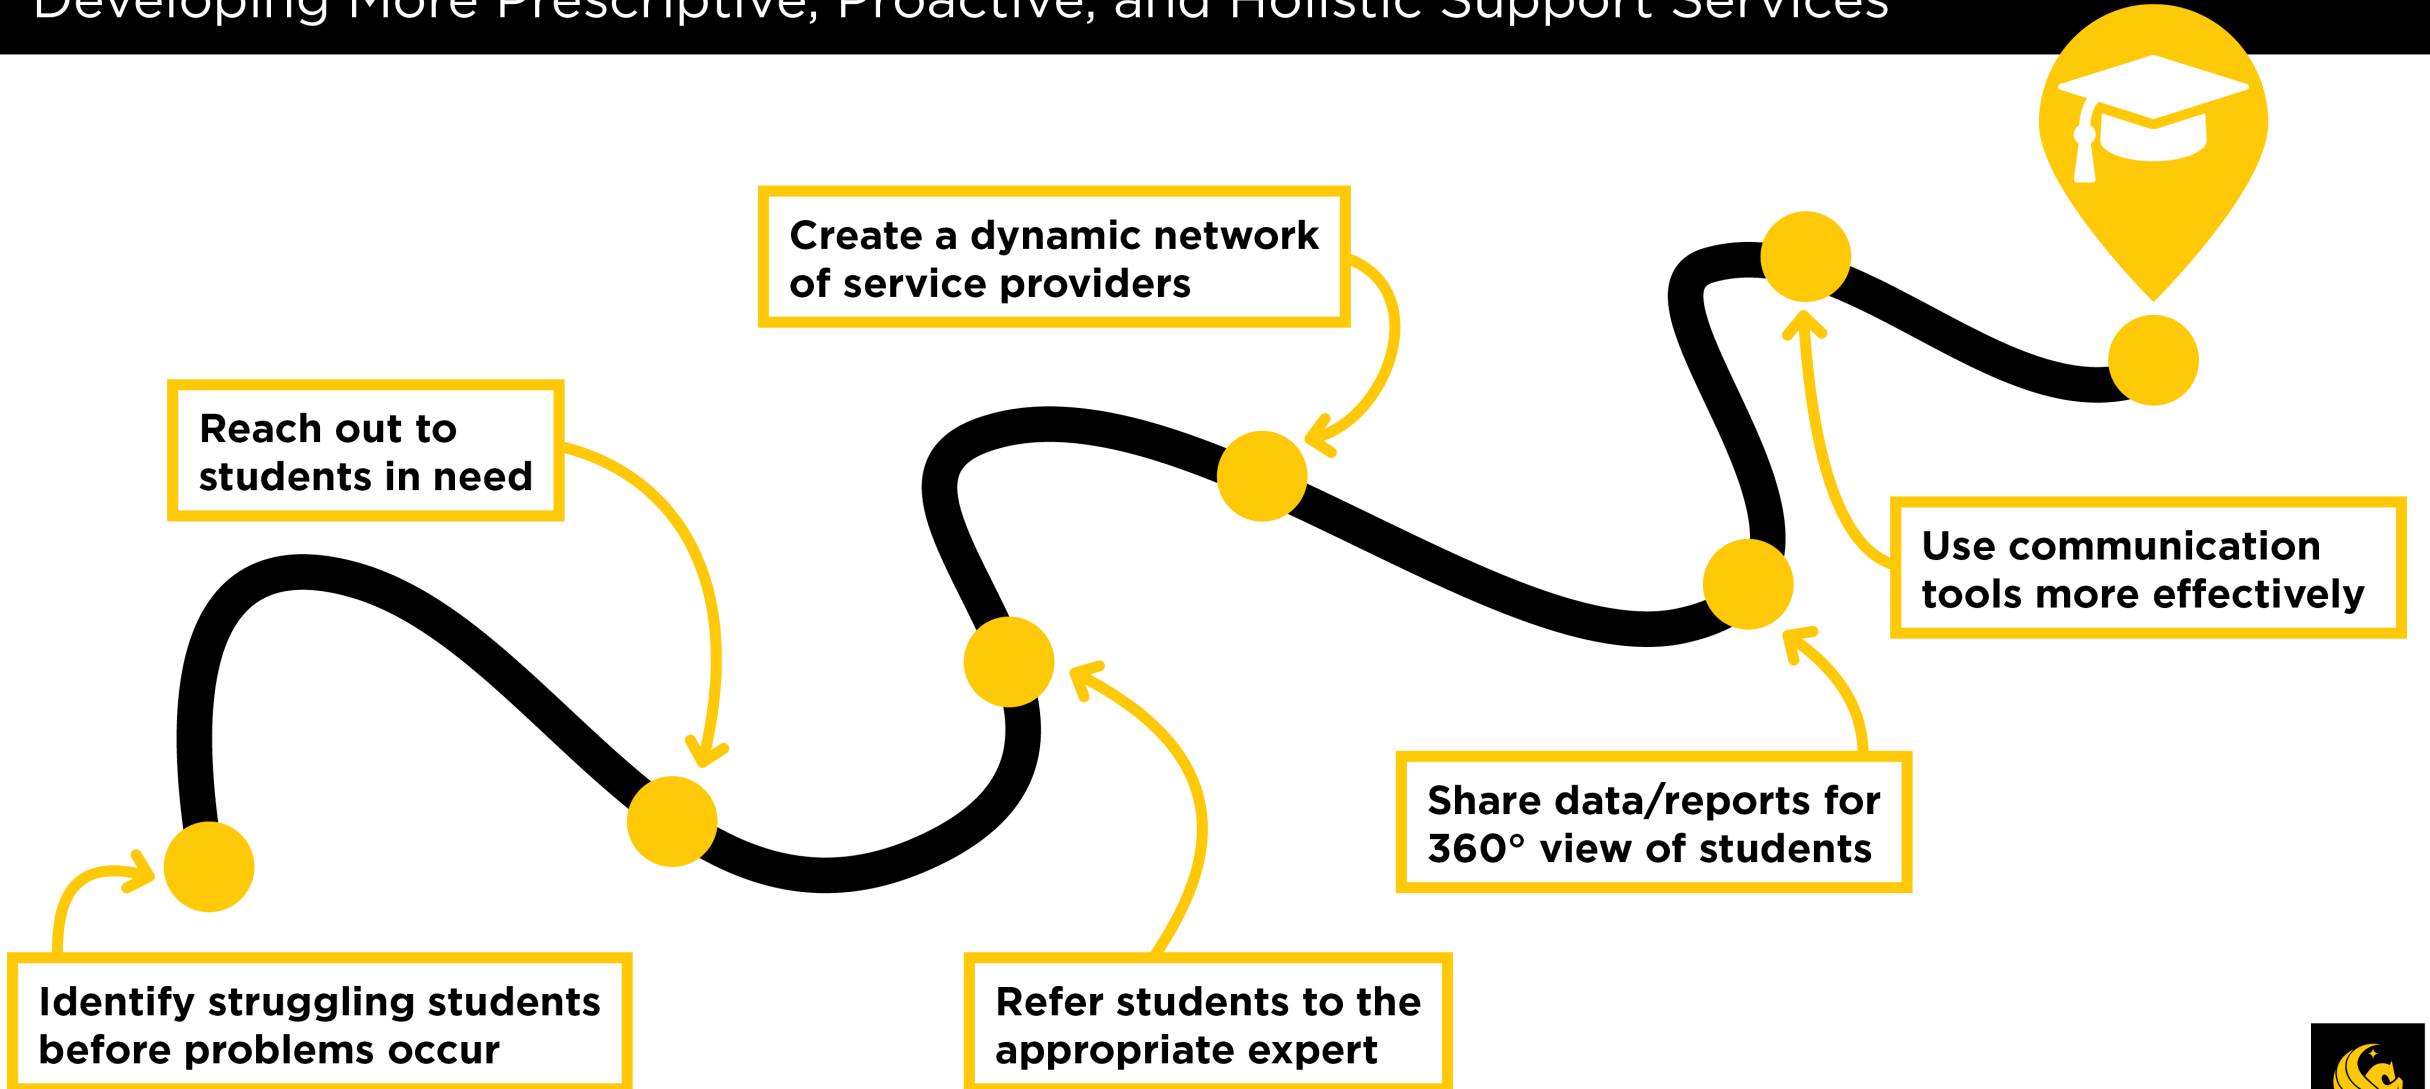 Developing More Prescriptive, Proactive, and Holistic Support Services
Create a dynamic network
of service providers
Reach out to
students in need
Use communication
tools more effectively
Share data/reports for
360° view of students
Identify struggling students
before problems occur
Refer students to the
appropriate expert